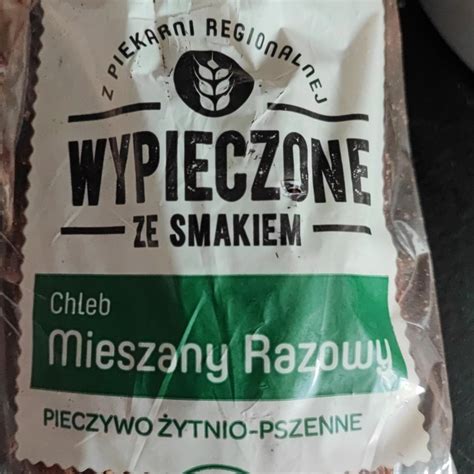 Z PIEKARNI REGIONALNEJ
WYPIECZONE
ZE SMAKIEM
Chleb
Mieszany Razowy
PIECZYWO ŻYTNIO-PSZENNE